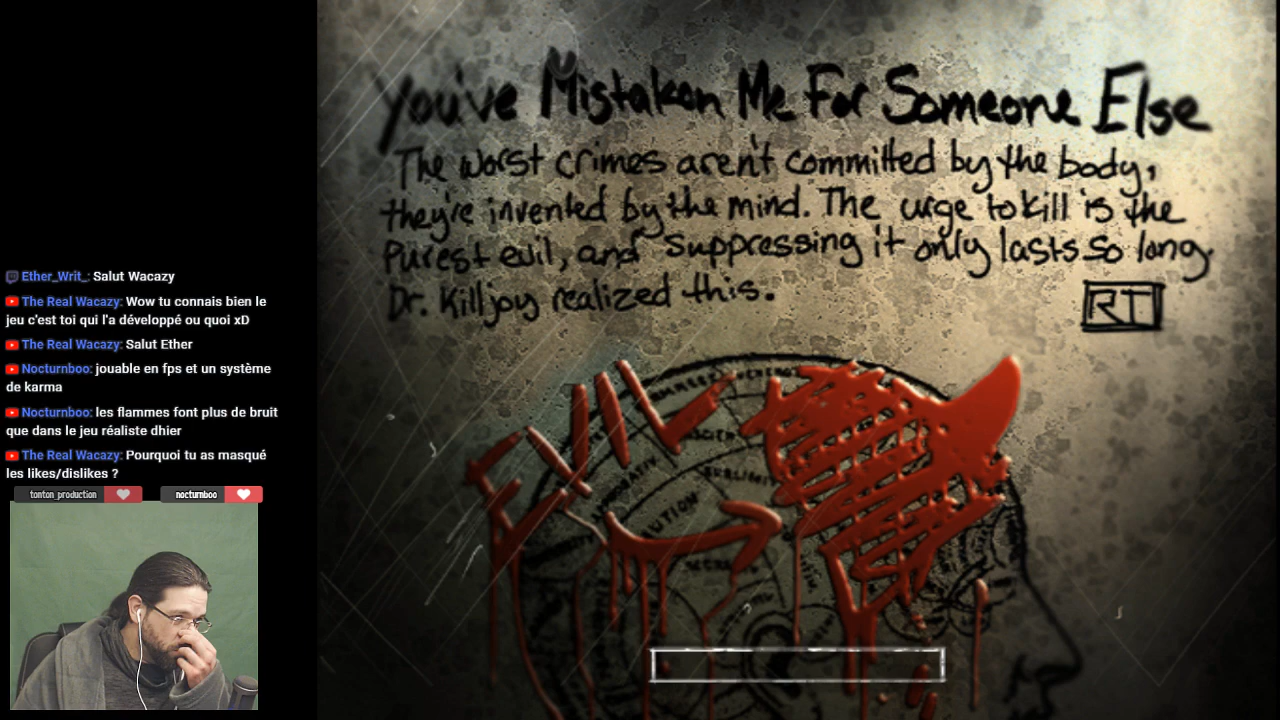 You've Mistaken Me For Someone Else
The worst crimes aren't committed by the body,
they're invented by the mind. The urge to kill is the
Purest evil, and suppressing it only lasts so long.
Dr. Killjoy realized this.
RT
EVIL
Ether_Writ_: Salut Wacazy
The Real Wacazy: Wow tu connais bien le
jeu c'est toi qui l'a développé ou quoi xD
The Real Wacazy: Salut Ether
Nocturnboo: jouable en fps et un système
de karma
Nocturnboo: les flammes font plus de bruit
que dans le jeu réaliste dhier
The Real Wacazy: Pourquoi tu as masqué
les likes/dislikes ?
tonton_production
nocturnboo